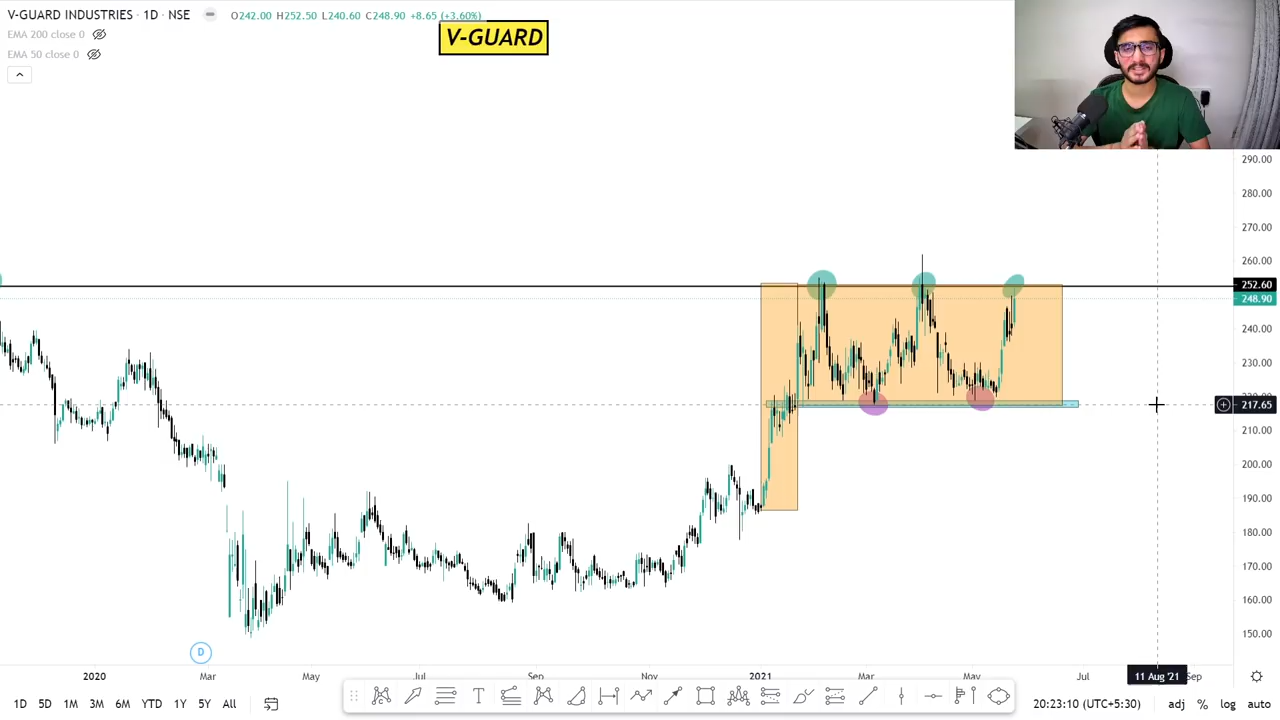 V-GUARD INDUSTRIES · 1D · NSE O242.00 H252.50 L240.60 C248.90 +8.65 (+3.60%)
EMA 200 close 0
EMA 50 close 0
V-GUARD
290.00
280.00
270.00
260.00
252.60
248.90
240.00
230.00
217.65
210.00
200.00
190.00
180.00
170.00
160.00
150.00
D
2020 Mar May Jul Sep Nov 2021 Mar May Jul 11 Aug '21 Sep
1D 5D 1M 3M 6M YTD 1Y 5Y All T 20:23:10 (UTC+5:30) adj % log auto